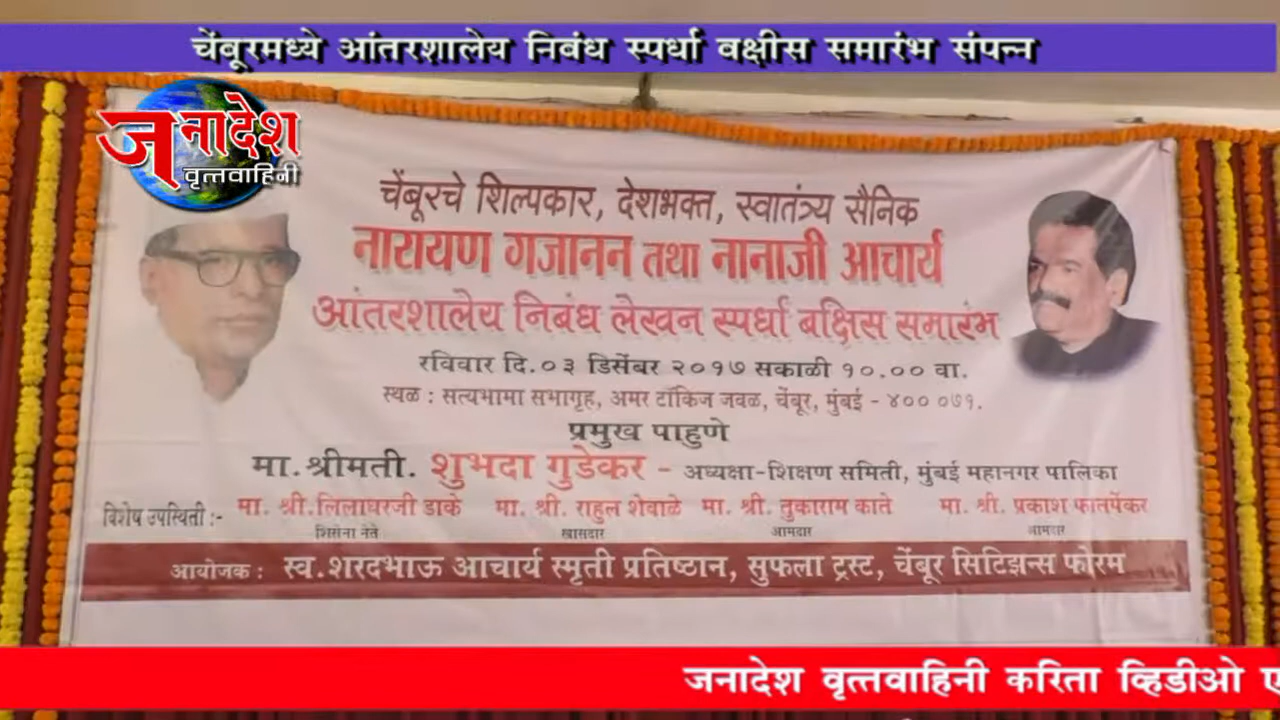 चेंबूरमध्ये आंतरशालेय निबंध स्पर्धा वक्षीस समारंभ संपन्न
जनादेश
वृत्तवाहिनी
चेंबूरचे शिल्पकार, देशभक्त, स्वातंत्र्य सैनिक
नारायण गजानन तथा नानाजी आचार्य
आंतरशालेय निबंध लेखन स्पर्धा बक्षिस समारंभ
रविवार दि.०३ डिसेंबर २०१७ सकाळी १०.०० वा.
स्थळ : सत्यभामा सभागृह, अमर टॉकिज जवळ, चेंबूर, मुंबई - ४०० ०७१.
प्रमुख पाहुणे
मा.श्रीमती. शुभदा गुडेकर - अध्यक्षा-शिक्षण समिती, मुंबई महानगर पालिका
विशेष उपस्थिती :- मा. श्री.लिलाधरजी डाके मा. श्री. राहुल शेवाळे मा. श्री. तुकाराम काते मा. श्री. प्रकाश फातर्पेकर
शिसेना नेते खासदार आमदार आमदार
आयोजक : स्व.शरदभाऊ आचार्य स्मृती प्रतिष्ठान, सुफला ट्रस्ट, चेंबूर सिटिझन्स फोरम
जनादेश वृत्तवाहिनी करिता व्हिडीओ ए